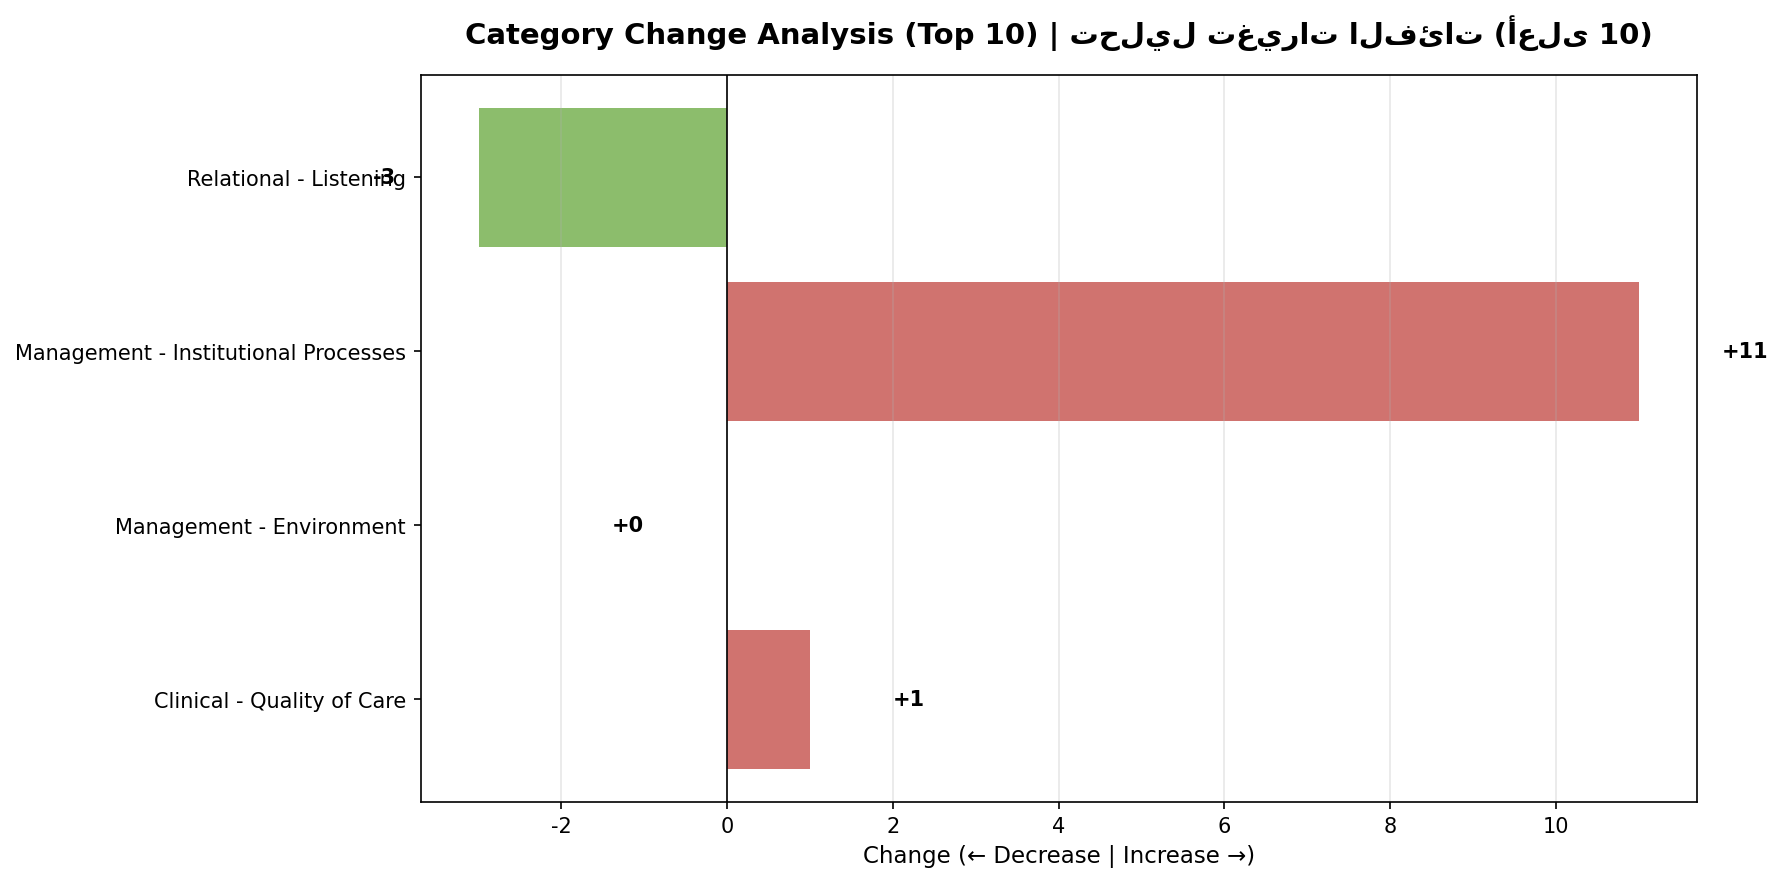 Category Change Analysis (Top 10) | تحليل تغيرات الفئات (أعلى 10)
Relational - Listening
-3
Management - Institutional Processes
+11
Management - Environment
+0
Clinical - Quality of Care
+1
-2 0 2 4 6 8 10
Change (← Decrease | Increase →)